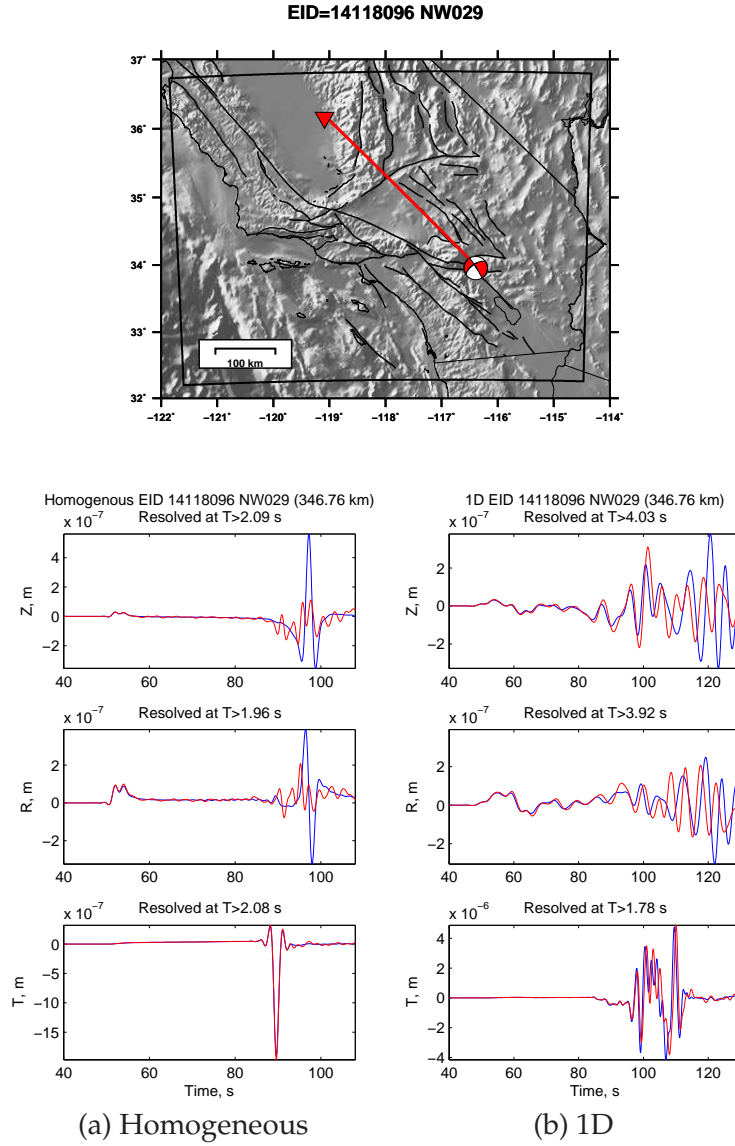 EID=14118096 NW029
37˚
36˚
35˚
34˚
33˚
32˚
100 km
−122˚ −121˚ −120˚ −119˚ −118˚ −117˚ −116˚ −115˚ −114˚
Homogenous EID 14118096 NW029 (346.76 km)
x 10⁻⁷ Resolved at T>2.09 s
4
2
0
−2
Z, m
40 60 80 100
x 10⁻⁷ Resolved at T>1.96 s
2
0
−2
R, m
40 60 80 100
x 10⁻⁷ Resolved at T>2.08 s
0
−5
−10
−15
T, m
40 60 80 100
Time, s
(a) Homogeneous
1D EID 14118096 NW029 (346.76 km)
x 10⁻⁷ Resolved at T>4.03 s
2
0
−2
Z, m
40 60 80 100 120
x 10⁻⁷ Resolved at T>3.92 s
2
0
−2
R, m
40 60 80 100 120
x 10⁻⁶ Resolved at T>1.78 s
4
2
0
−2
−4
T, m
40 60 80 100 120
Time, s
(b) 1D